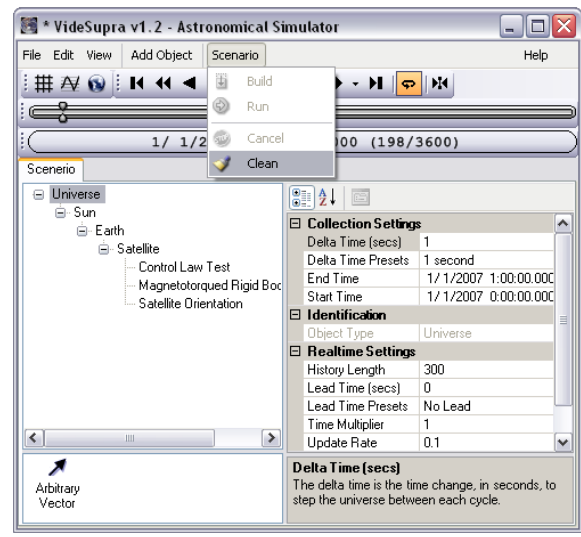 * VideSupra v1.2 - Astronomical Simulator
File Edit View Add Object Scenario Help
Build
Run
Cancel
Clean
1/ 1/2 000 (198/3600)
Scenerio
Universe
Sun
Earth
Satellite
Control Law Test
Magnetotorqued Rigid Boc
Satellite Orientation
Arbitrary
Vector
Collection Settings
Delta Time (secs) 1
Delta Time Presets 1 second
End Time 1/ 1/2007 1:00:00.000
Start Time 1/ 1/2007 0:00:00.000
Identification
Object Type Universe
Realtime Settings
History Length 300
Lead Time (secs) 0
Lead Time Presets No Lead
Time Multiplier 1
Update Rate 0.1
Delta Time (secs)
The delta time is the time change, in seconds, to
step the universe between each cycle.